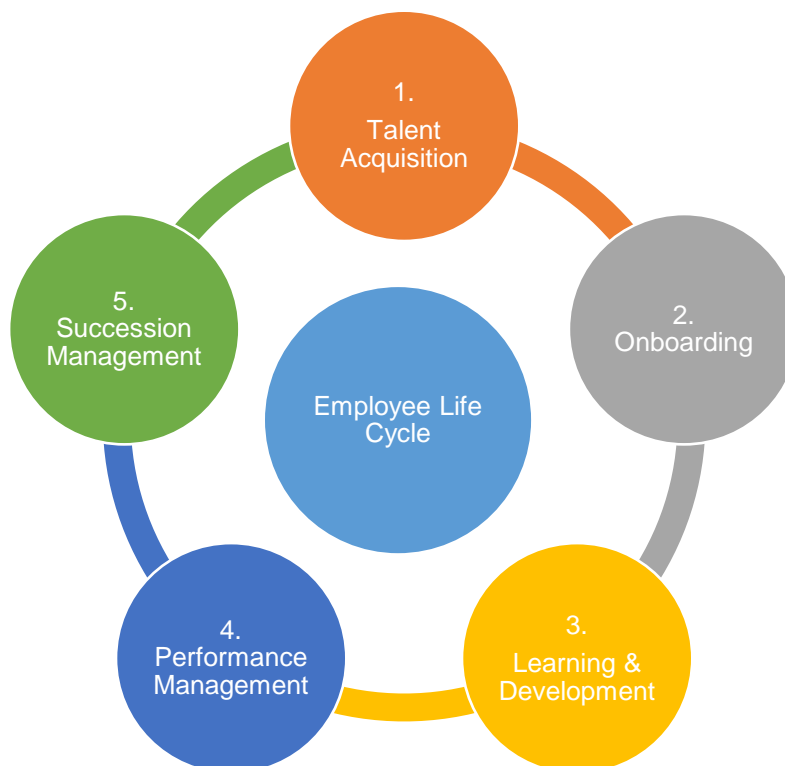 1.
Talent
Acquisition
2.
Onboarding
3.
Learning &
Development
4.
Performance
Management
5.
Succession
Management
Employee Life
Cycle